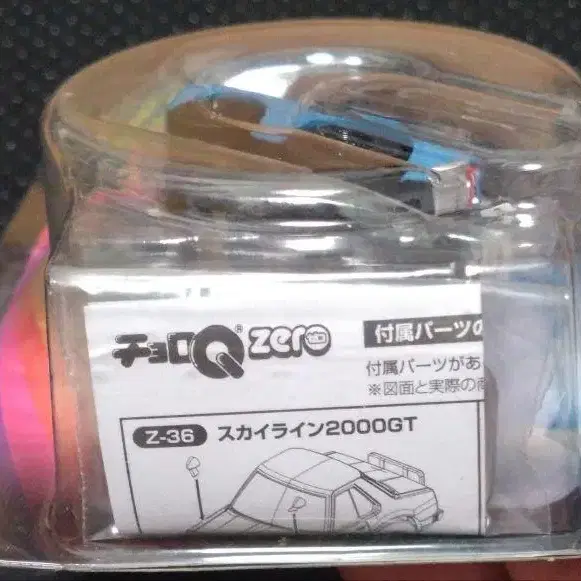 チョロQ® zero
付属パーツの
付属パーツがあ
※図面と実際の商
Z-36 スカイライン2000GT